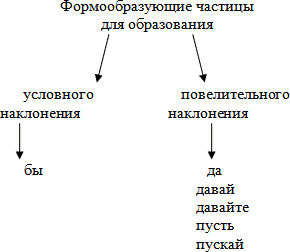 Формообразующие частицы
для образования
условного
наклонения
повелительного
наклонения
бы
да
давай
давайте
пусть
пускай